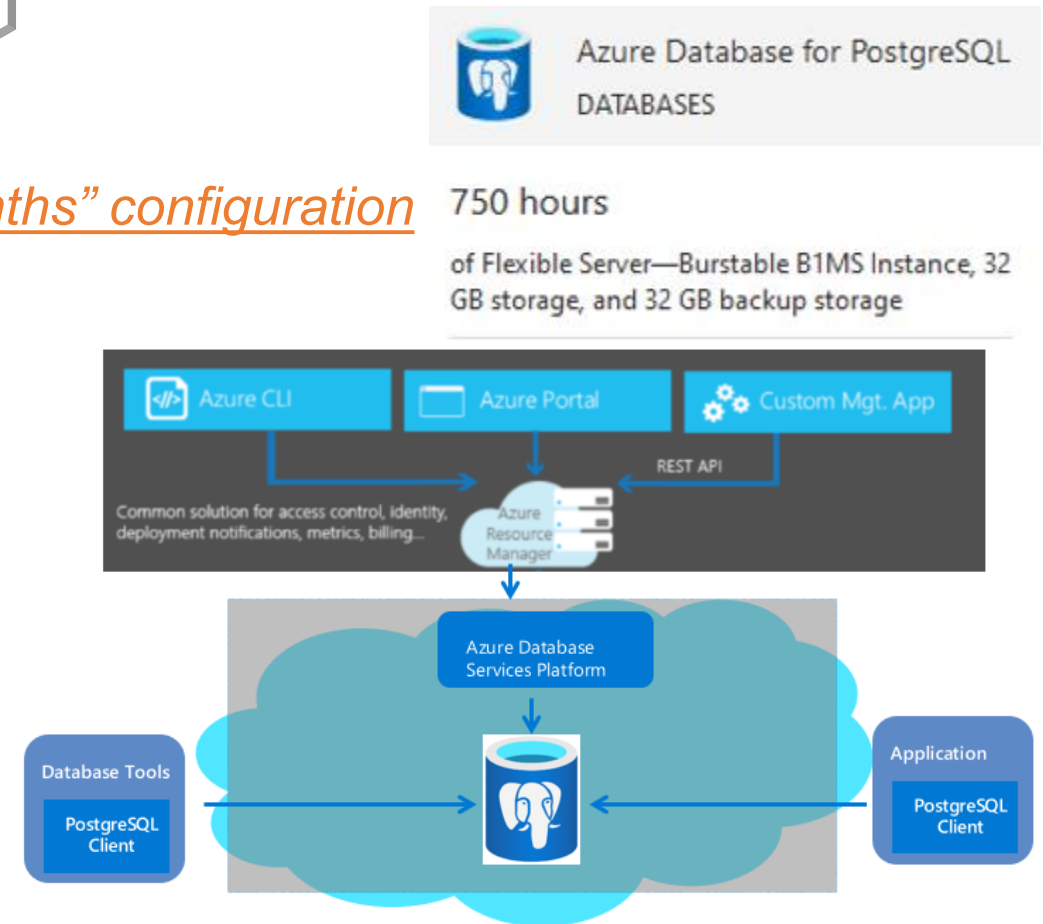 Azure Database for PostgreSQL
DATABASES
nths” configuration
750 hours
of Flexible Server—Burstable B1MS Instance, 32
GB storage, and 32 GB backup storage
</> Azure CLI
Azure Portal
Custom Mgt. App
REST API
Common solution for access control, identity,
deployment notifications, metrics, billing...
Azure
Resource
Manager
Azure Database
Services Platform
Database Tools
PostgreSQL
Client
Application
PostgreSQL
Client